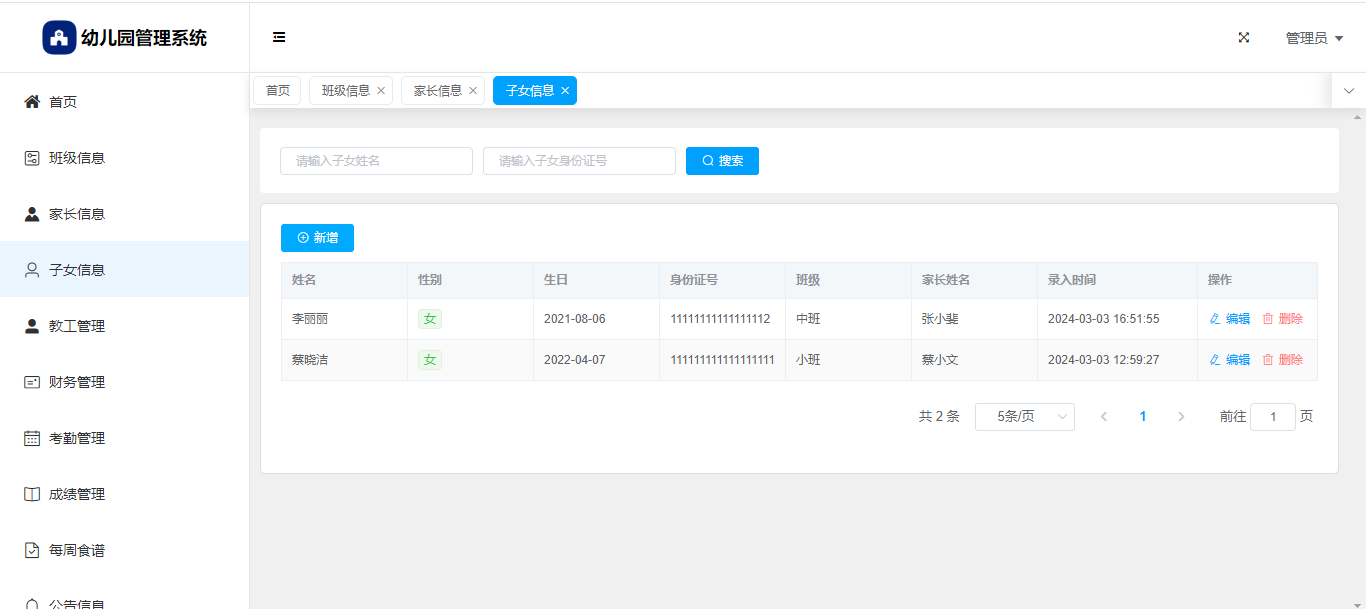 幼儿园管理系统
管理员
首页 班级信息 家长信息 子女信息
首页
班级信息
家长信息
子女信息
教工管理
财务管理
考勤管理
成绩管理
每周食谱
公告信息
请输入子女姓名 请输入子女身份证号 搜索
新增
姓名 性别 生日 身份证号 班级 家长姓名 录入时间 操作
李丽丽 女 2021-08-06 11111111111111112 中班 张小斐 2024-03-03 16:51:55 编辑 删除
蔡晓洁 女 2022-04-07 111111111111111111 小班 蔡小文 2024-03-03 12:59:27 编辑 删除
共 2 条 5条/页 1 前往 1 页